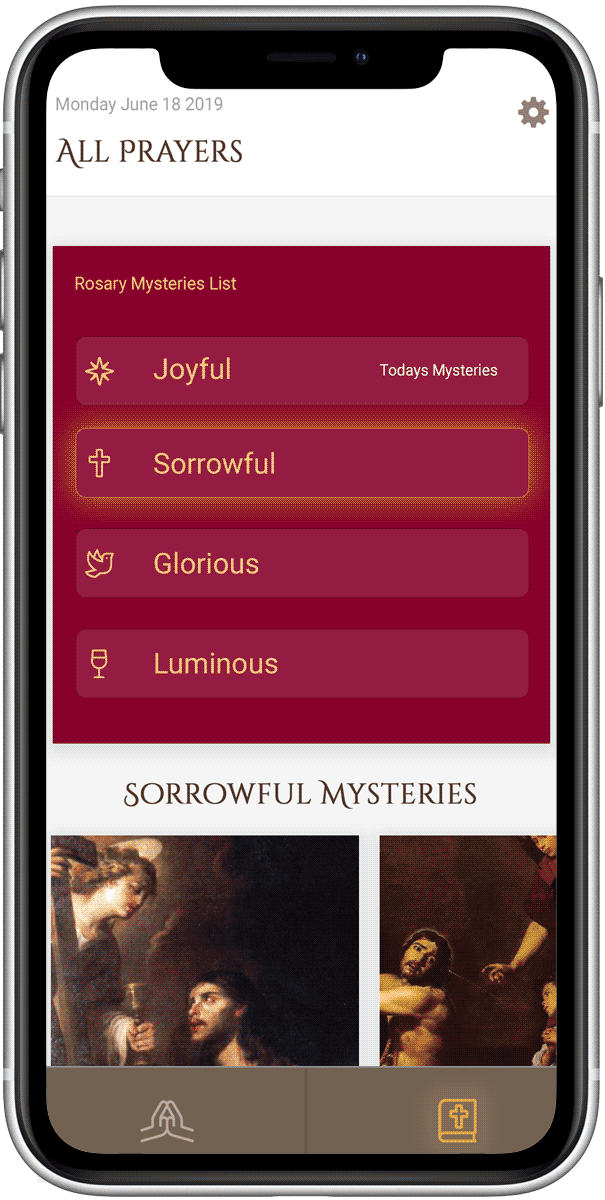 Monday June 18 2019
All Prayers
Rosary Mysteries List
Joyful
Todays Mysteries
Sorrowful
Glorious
Luminous
Sorrowful Mysteries